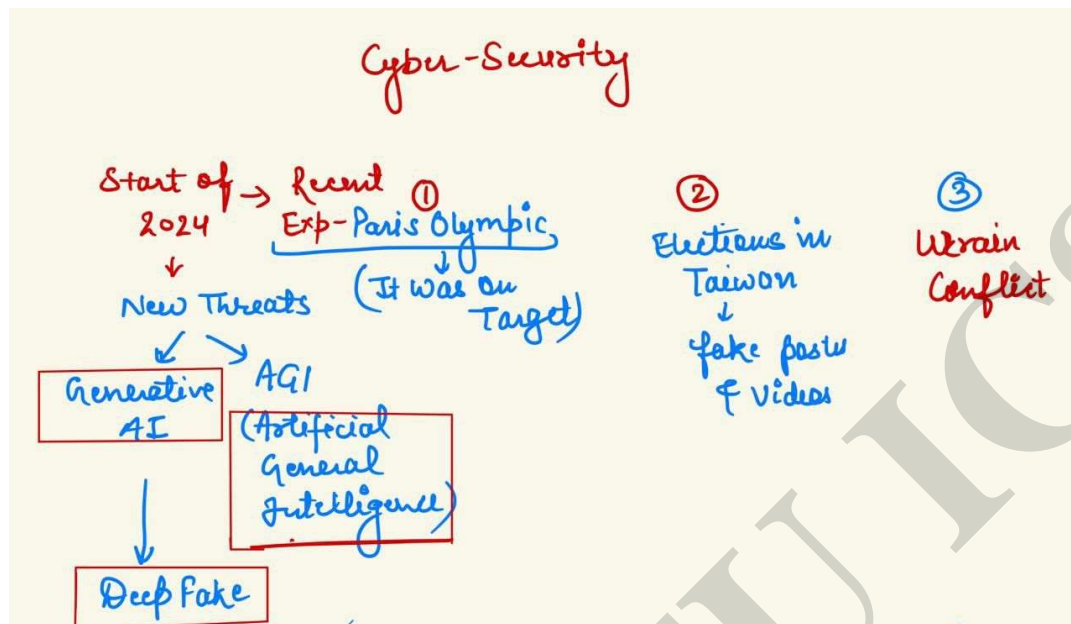 Cyber-Security
Start of
2024
→ Recent ①
Exp- Paris Olympic
(It was on
Target)
②
Elections in
Taiwan
↓
fake posts
& videos
③
Ukrain
Conflict
↓
New Threats
Generative
AI
AGI
(Artificial
General
Intelligence)
Deep Fake
U IC